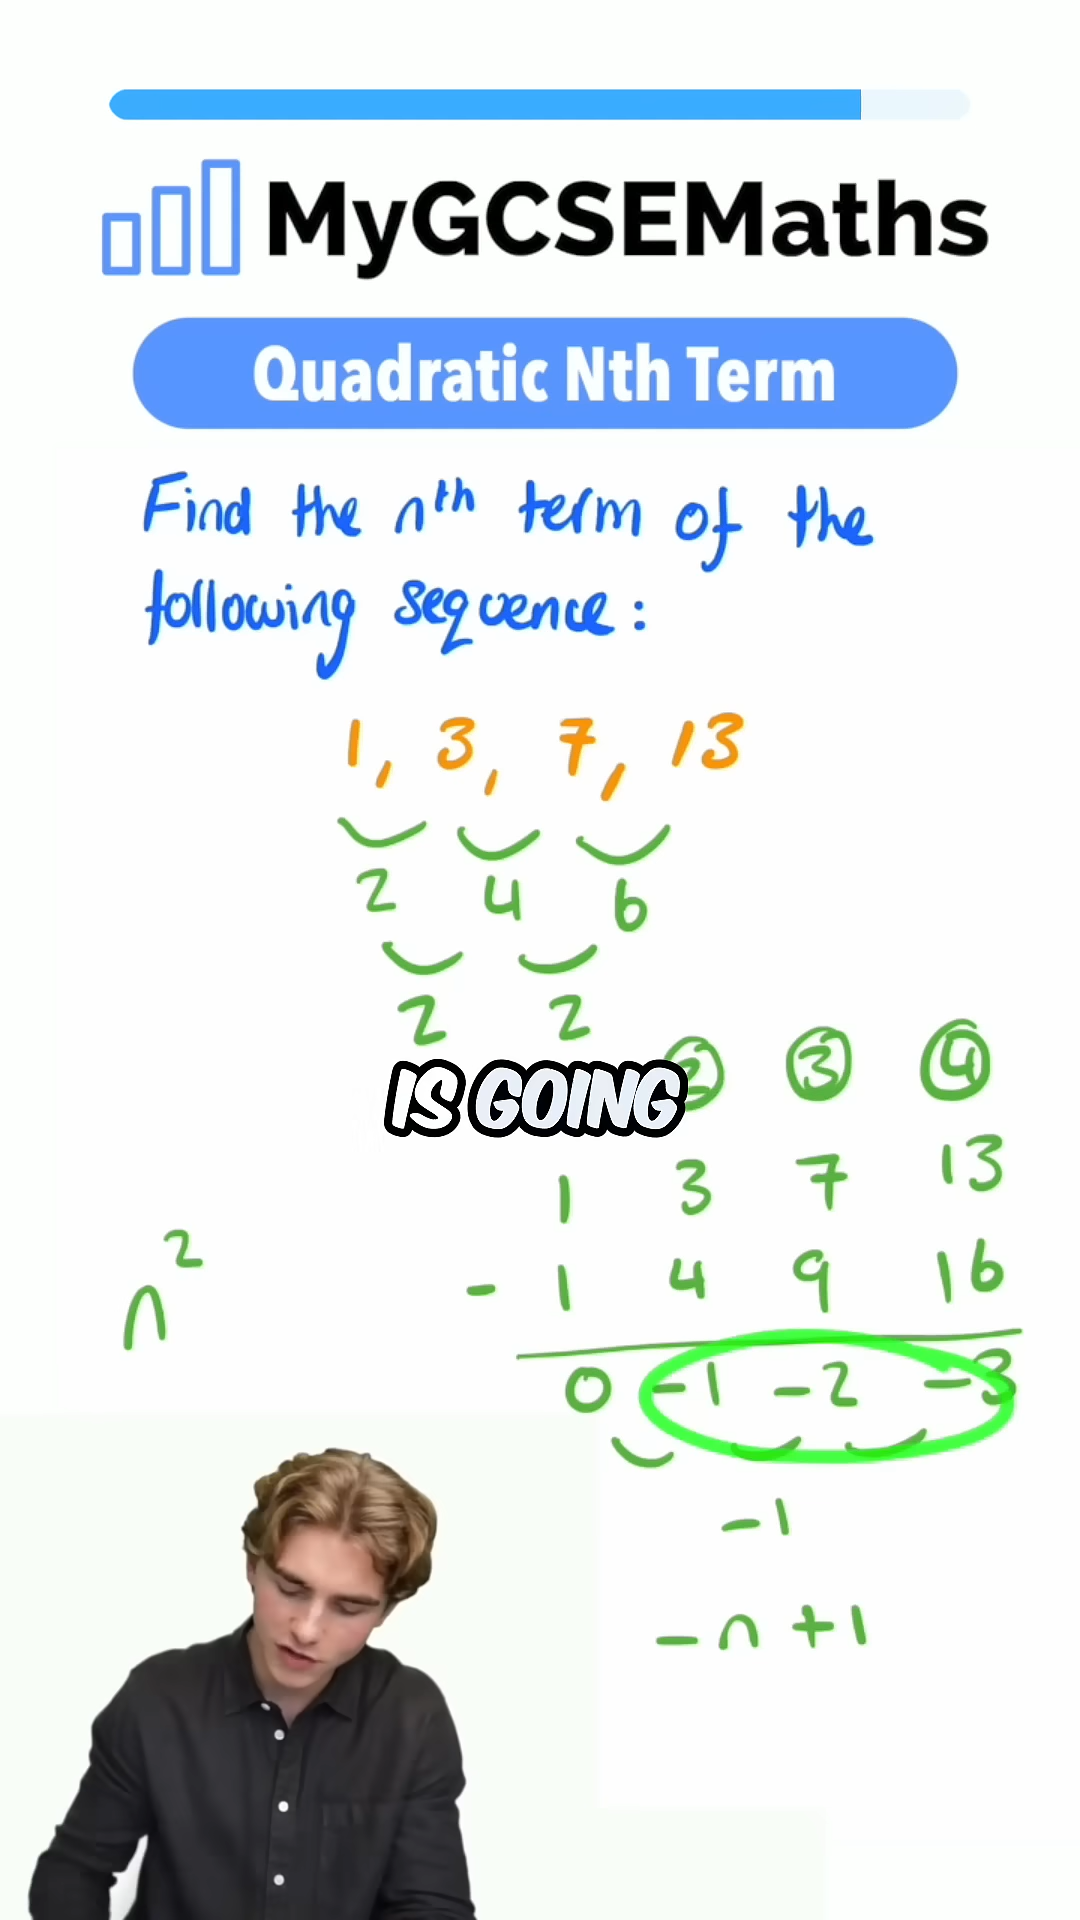 MyGCSEMaths
Quadratic Nth Term
Find the nth term of the
following sequence:
1, 3, 7, 13
2 4 6
2 2
2 3 4
IS GOING
1 3 7 13
n² - 1 4 9 16
0 -1 -2 -3
-1
-n+1